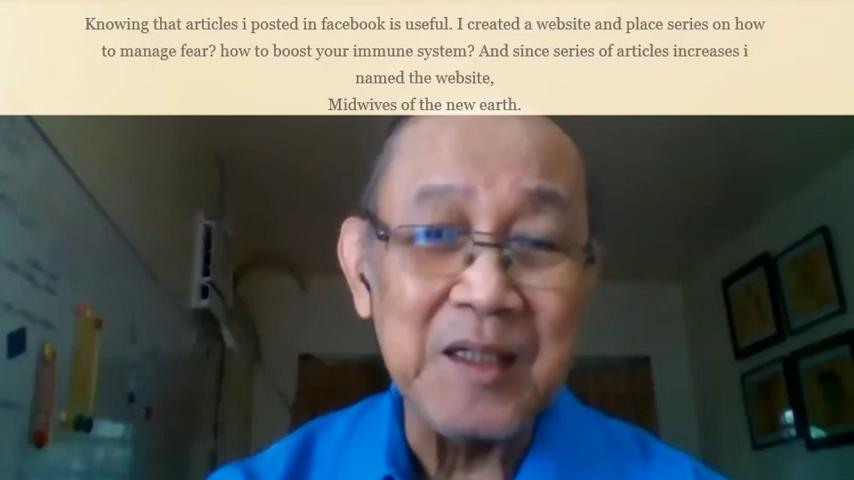 Knowing that articles i posted in facebook is useful. I created a website and place series on how
to manage fear? how to boost your immune system? And since series of articles increases i
named the website,
Midwives of the new earth.